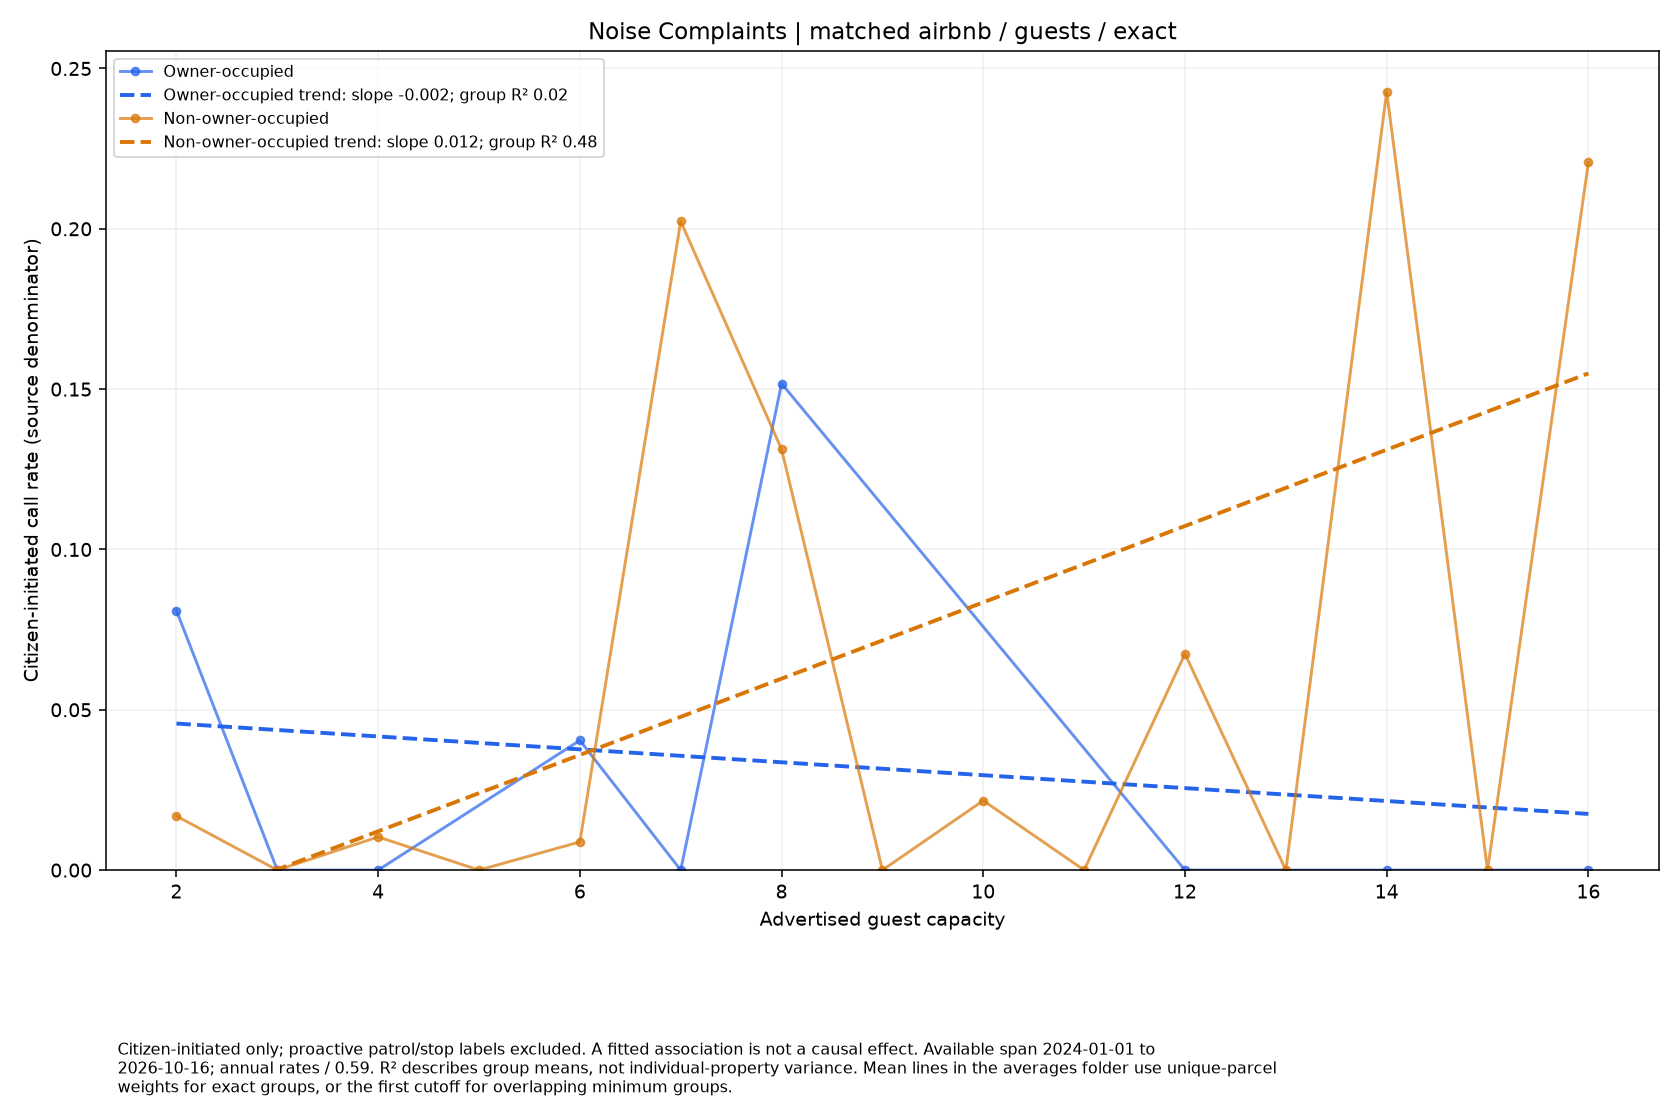 Noise Complaints | matched airbnb / guests / exact
Owner-occupied
Owner-occupied trend: slope -0.002; group R² 0.02
Non-owner-occupied
Non-owner-occupied trend: slope 0.012; group R² 0.48
Citizen-initiated call rate (source denominator)
0.25
0.20
0.15
0.10
0.05
0.00
2 4 6 8 10 12 14 16
Advertised guest capacity
Citizen-initiated only; proactive patrol/stop labels excluded. A fitted association is not a causal effect. Available span 2024-01-01 to
2026-10-16; annual rates / 0.59. R² describes group means, not individual-property variance. Mean lines in the averages folder use unique-parcel
weights for exact groups, or the first cutoff for overlapping minimum groups.